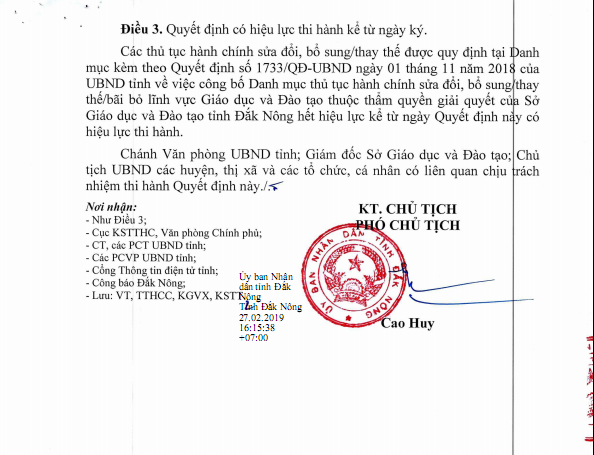 Điều 3. Quyết định có hiệu lực thi hành kể từ ngày ký.
Các thủ tục hành chính sửa đổi, bổ sung/thay thế được quy định tại Danh
mục kèm theo Quyết định số 1733/QĐ-UBND ngày 01 tháng 11 năm 2018 của
UBND tỉnh về việc công bố Danh mục thủ tục hành chính sửa đổi, bổ sung/thay
thế/bãi bỏ lĩnh vực Giáo dục và Đào tạo thuộc thẩm quyền giải quyết của Sở
Giáo dục và Đào tạo tỉnh Đắk Nông hết hiệu lực kể từ ngày Quyết định này có
hiệu lực thi hành.
Chánh Văn phòng UBND tỉnh; Giám đốc Sở Giáo dục và Đào tạo; Chủ
tịch UBND các huyện, thị xã và các tổ chức, cá nhân có liên quan chịu trách
nhiệm thi hành Quyết định này./.
Nơi nhận:
- Như Điều 3;
- Cục KSTTHC, Văn phòng Chính phủ;
- CT, các PCT UBND tỉnh;
- Các PCVP UBND tỉnh;
- Cổng Thông tin điện tử tỉnh;
- Công báo Đắk Nông;
- Lưu: VT, TTHCC, KGVX, KSTT
Ủy ban Nhân
dân tỉnh Đắk
Nông
Tỉnh Đắk Nông
27.02.2019
16:15:38
+07:00
KT. CHỦ TỊCH
PHÓ CHỦ TỊCH
ỦY BAN NHÂN DÂN TỈNH ĐẮK NÔNG
Cao Huy